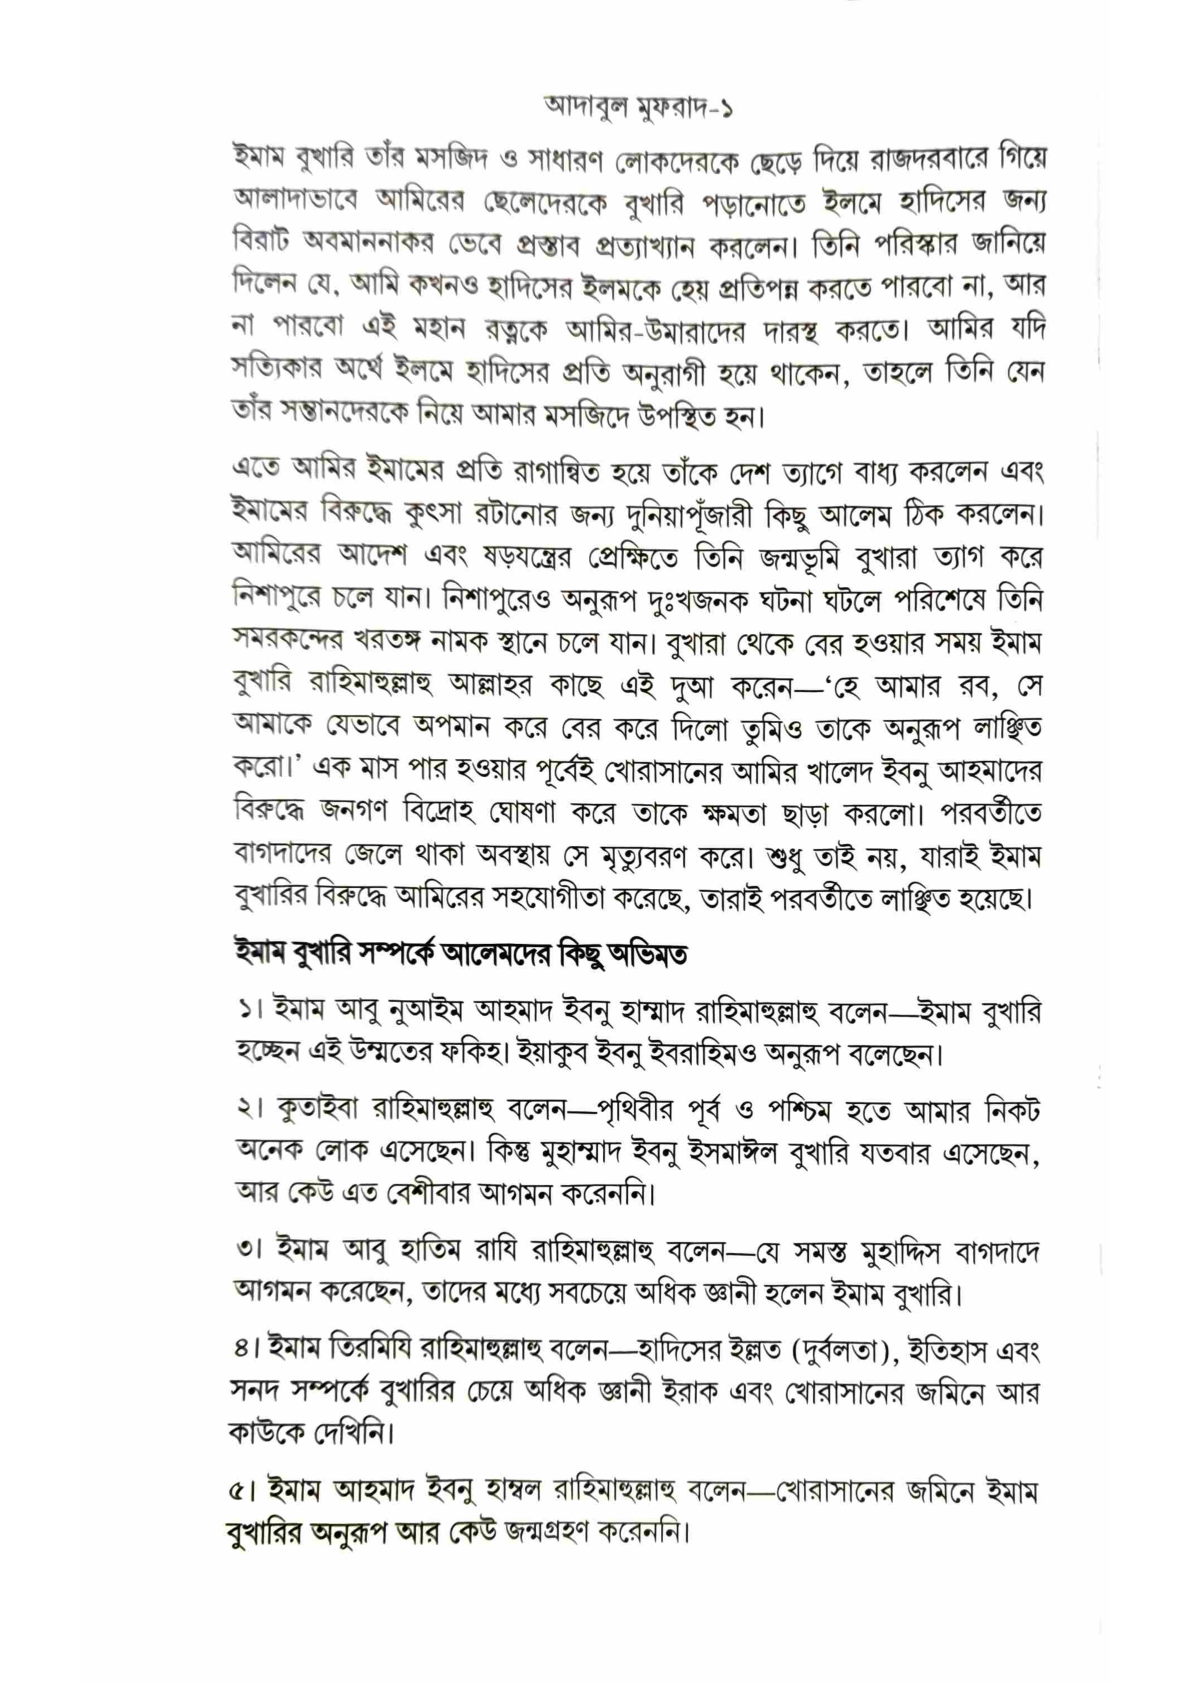 আদাবুল মুফরাদ-১
ইমাম বুখারি তাঁর মসজিদ ও সাধারণ লোকদেরকে ছেড়ে দিয়ে রাজদরবারে গিয়ে
আলাদাভাবে আমিরের ছেলেদেরকে বুখারি পড়ানোতে ইলমে হাদিসের জন্য
বিরাট অবমাননাকর ভেবে প্রস্তাব প্রত্যাখ্যান করলেন। তিনি পরিস্কার জানিয়ে
দিলেন যে, আমি কখনও হাদিসের ইলমকে হেয় প্রতিপন্ন করতে পারবো না, আর
না পারবো এই মহান রত্নকে আমির-উমারাদের দারস্থ করতে। আমির যদি
সত্যিকার অর্থে ইলমে হাদিসের প্রতি অনুরাগী হয়ে থাকেন, তাহলে তিনি যেন
তাঁর সন্তানদেরকে নিয়ে আমার মসজিদে উপস্থিত হন।
এতে আমির ইমামের প্রতি রাগান্বিত হয়ে তাঁকে দেশ ত্যাগে বাধ্য করলেন এবং
ইমামের বিরুদ্ধে কুৎসা রটানোর জন্য দুনিয়াপূঁজারী কিছু আলেম ঠিক করলেন।
আমিরের আদেশ এবং ষড়যন্ত্রের প্রেক্ষিতে তিনি জন্মভূমি বুখারা ত্যাগ করে
নিশাপুরে চলে যান। নিশাপুরেও অনুরূপ দুঃখজনক ঘটনা ঘটলে পরিশেষে তিনি
সমরকন্দের খরতঙ্গ নামক স্থানে চলে যান। বুখারা থেকে বের হওয়ার সময় ইমাম
বুখারি রাহিমাহুল্লাহু আল্লাহর কাছে এই দুআ করেন—‘হে আমার রব, সে
আমাকে যেভাবে অপমান করে বের করে দিলো তুমিও তাকে অনুরূপ লাঞ্ছিত
করো।’ এক মাস পার হওয়ার পূর্বেই খোরাসানের আমির খালেদ ইবনু আহমাদের
বিরুদ্ধে জনগণ বিদ্রোহ ঘোষণা করে তাকে ক্ষমতা ছাড়া করলো। পরবর্তীতে
বাগদাদের জেলে থাকা অবস্থায় সে মৃত্যুবরণ করে। শুধু তাই নয়, যারাই ইমাম
বুখারির বিরুদ্ধে আমিরের সহযোগীতা করেছে, তারাই পরবর্তীতে লাঞ্ছিত হয়েছে।
ইমাম বুখারি সম্পর্কে আলেমদের কিছু অভিমত
১। ইমাম আবু নুআইম আহমাদ ইবনু হাম্মাদ রাহিমাহুল্লাহু বলেন—ইমাম বুখারি
হচ্ছেন এই উম্মতের ফকিহ। ইয়াকুব ইবনু ইবরাহিমও অনুরূপ বলেছেন।
২। কুতাইবা রাহিমাহুল্লাহু বলেন—পৃথিবীর পূর্ব ও পশ্চিম হতে আমার নিকট
অনেক লোক এসেছেন। কিন্তু মুহাম্মাদ ইবনু ইসমাঈল বুখারি যতবার এসেছেন,
আর কেউ এত বেশীবার আগমন করেননি।
৩। ইমাম আবু হাতিম রাযি রাহিমাহুল্লাহু বলেন—যে সমস্ত মুহাদ্দিস বাগদাদে
আগমন করেছেন, তাদের মধ্যে সবচেয়ে অধিক জ্ঞানী হলেন ইমাম বুখারি।
৪। ইমাম তিরমিযি রাহিমাহুল্লাহু বলেন—হাদিসের ইল্লত (দুর্বলতা), ইতিহাস এবং
সনদ সম্পর্কে বুখারির চেয়ে অধিক জ্ঞানী ইরাক এবং খোরাসানের জমিনে আর
কাউকে দেখিনি।
৫। ইমাম আহমাদ ইবনু হাম্বল রাহিমাহুল্লাহু বলেন—খোরাসানের জমিনে ইমাম
বুখারির অনুরূপ আর কেউ জন্মগ্রহণ করেননি।